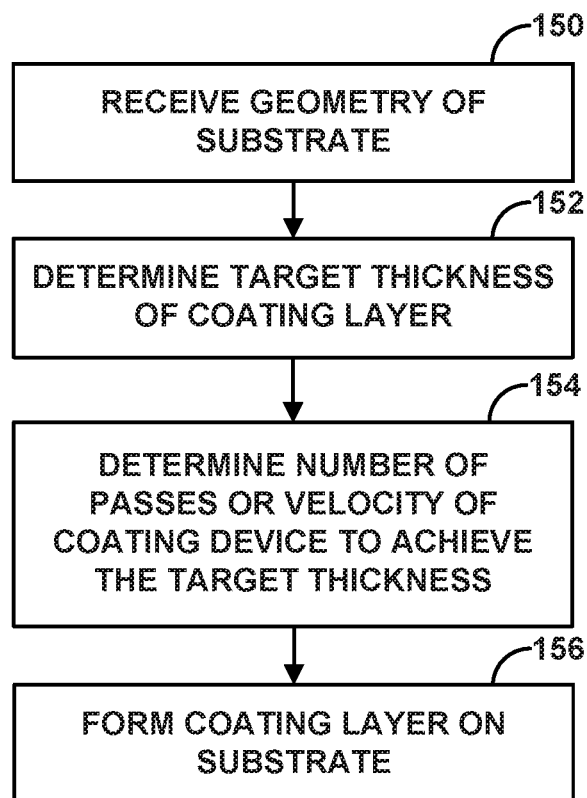 150
RECEIVE GEOMETRY OF
SUBSTRATE
152
DETERMINE TARGET THICKNESS
OF COATING LAYER
154
DETERMINE NUMBER OF
PASSES OR VELOCITY OF
COATING DEVICE TO ACHIEVE
THE TARGET THICKNESS
156
FORM COATING LAYER ON
SUBSTRATE